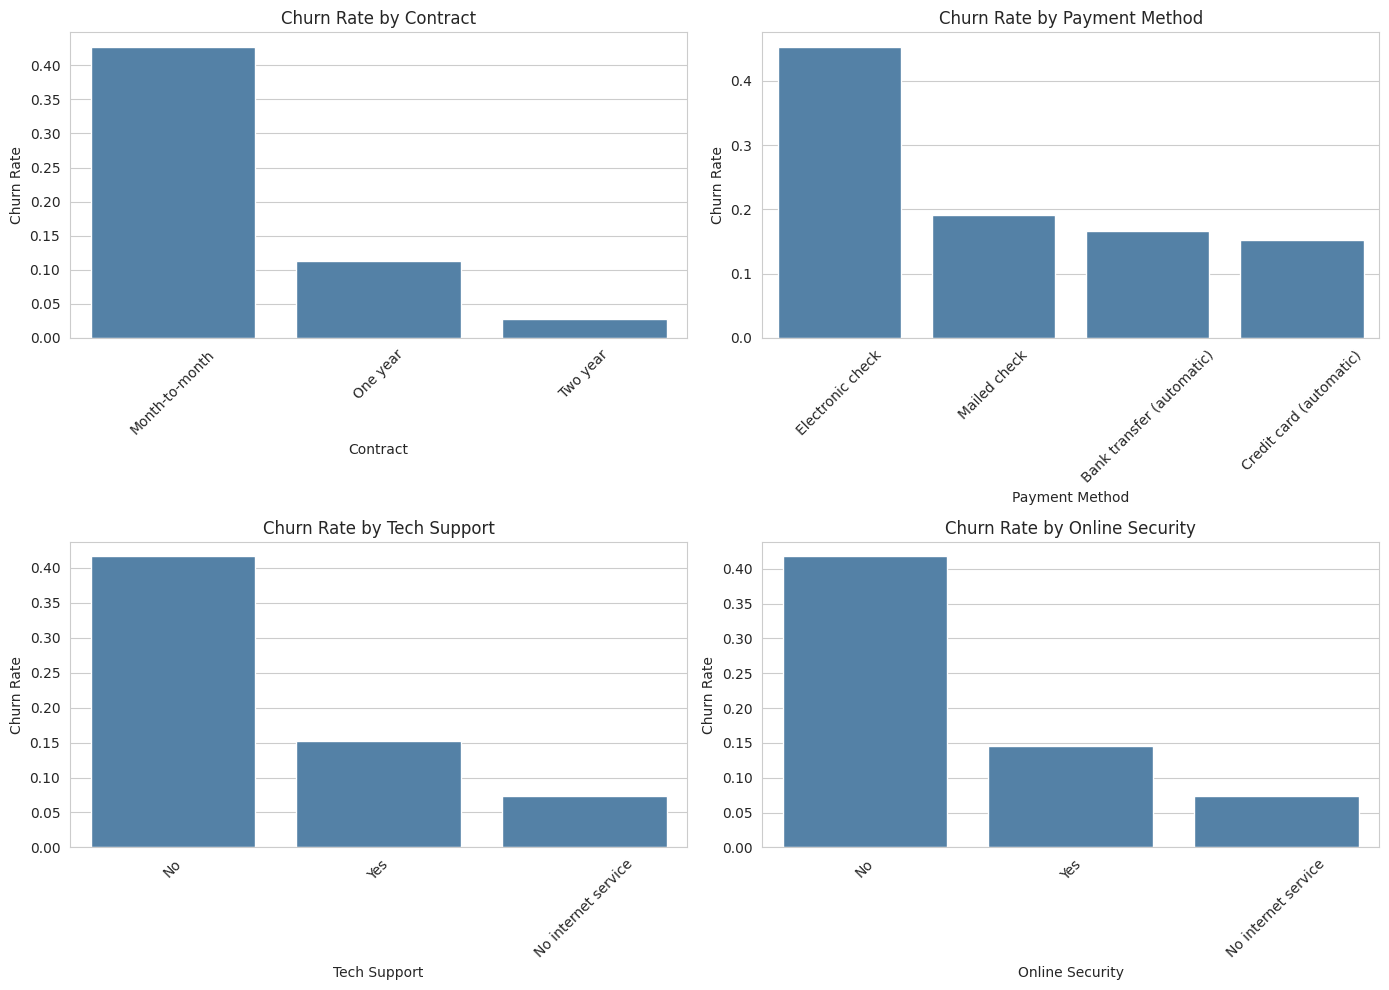 Churn Rate by Contract
Churn Rate
0.40
0.35
0.30
0.25
0.20
0.15
0.10
0.05
0.00
Month-to-month
One year
Two year
Contract
Churn Rate by Payment Method
Churn Rate
0.4
0.3
0.2
0.1
0.0
Electronic check
Mailed check
Bank transfer (automatic)
Credit card (automatic)
Payment Method
Churn Rate by Tech Support
Churn Rate
0.40
0.35
0.30
0.25
0.20
0.15
0.10
0.05
0.00
No
Yes
No internet service
Tech Support
Churn Rate by Online Security
Churn Rate
0.40
0.35
0.30
0.25
0.20
0.15
0.10
0.05
0.00
No
Yes
No internet service
Online Security